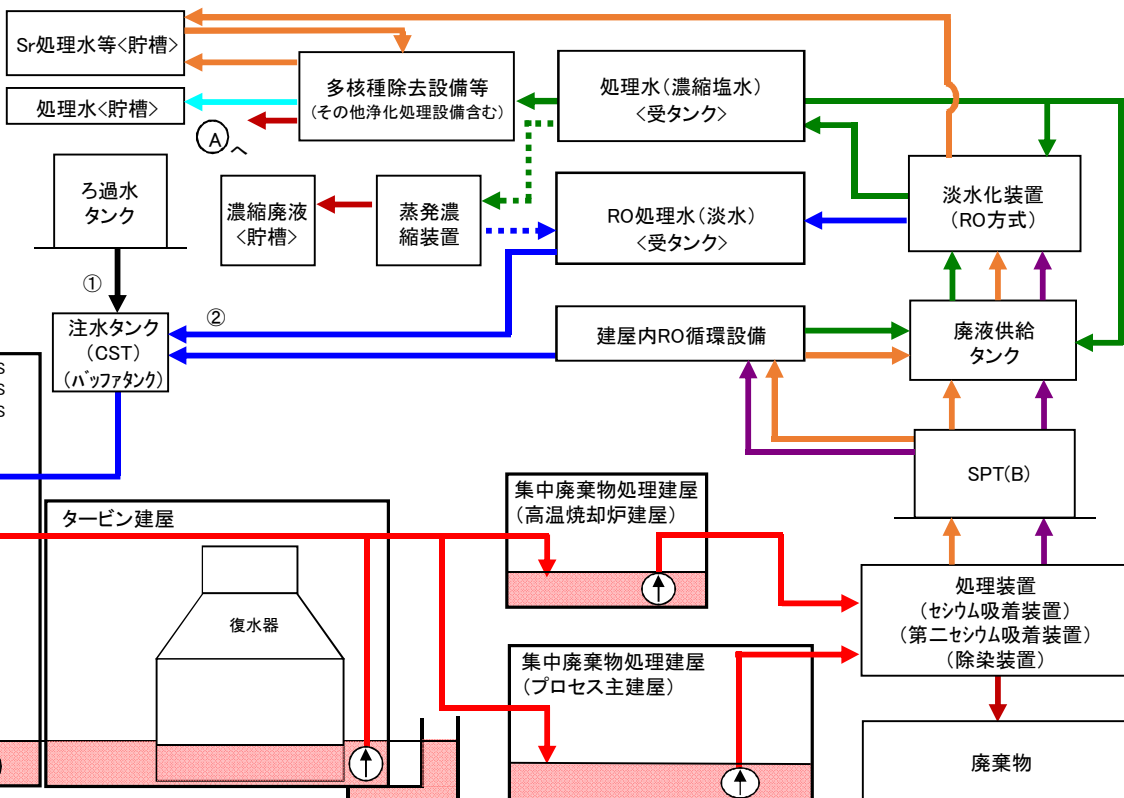 Sr処理水等<貯槽>
処理水<貯槽>
多核種除去設備等
(その他浄化処理設備含む)
A へ
処理水(濃縮塩水)
<受タンク>
ろ過水
タンク
濃縮廃液
<貯槽>
蒸発濃
縮装置
RO処理水(淡水)
<受タンク>
淡水化装置
(RO方式)
①
②
注水タンク
(CST)
(バッファタンク)
建屋内RO循環設備
廃液供給
タンク
S
S
S
SPT(B)
タービン建屋
復水器
集中廃棄物処理建屋
(高温焼却炉建屋)
集中廃棄物処理建屋
(プロセス主建屋)
処理装置
(セシウム吸着装置)
(第二セシウム吸着装置)
(除染装置)
廃棄物